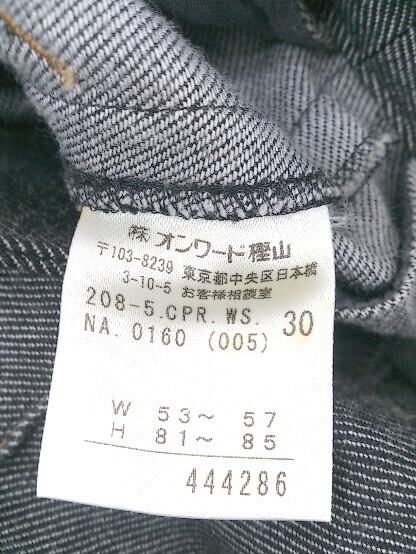 ㈱オンワード樫山
〒103-8239 東京都中央区日本橋
3-10-5 お客様相談室
208-5.CPR.WS. 30
NA. 0160 (005)
W 53～ 57
H 81～ 85
444286